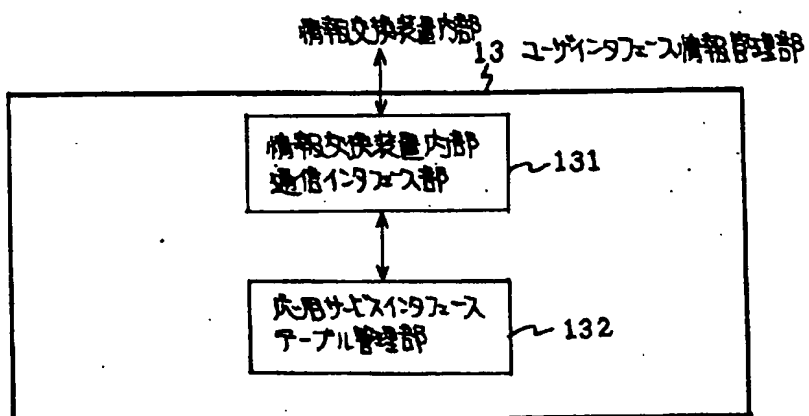 情報交換装置内部
13 ユーザインタフェース情報管理部
情報交換装置内部
通信インタフェース部
131
応用サービスインタフェース
テーブル管理部
132